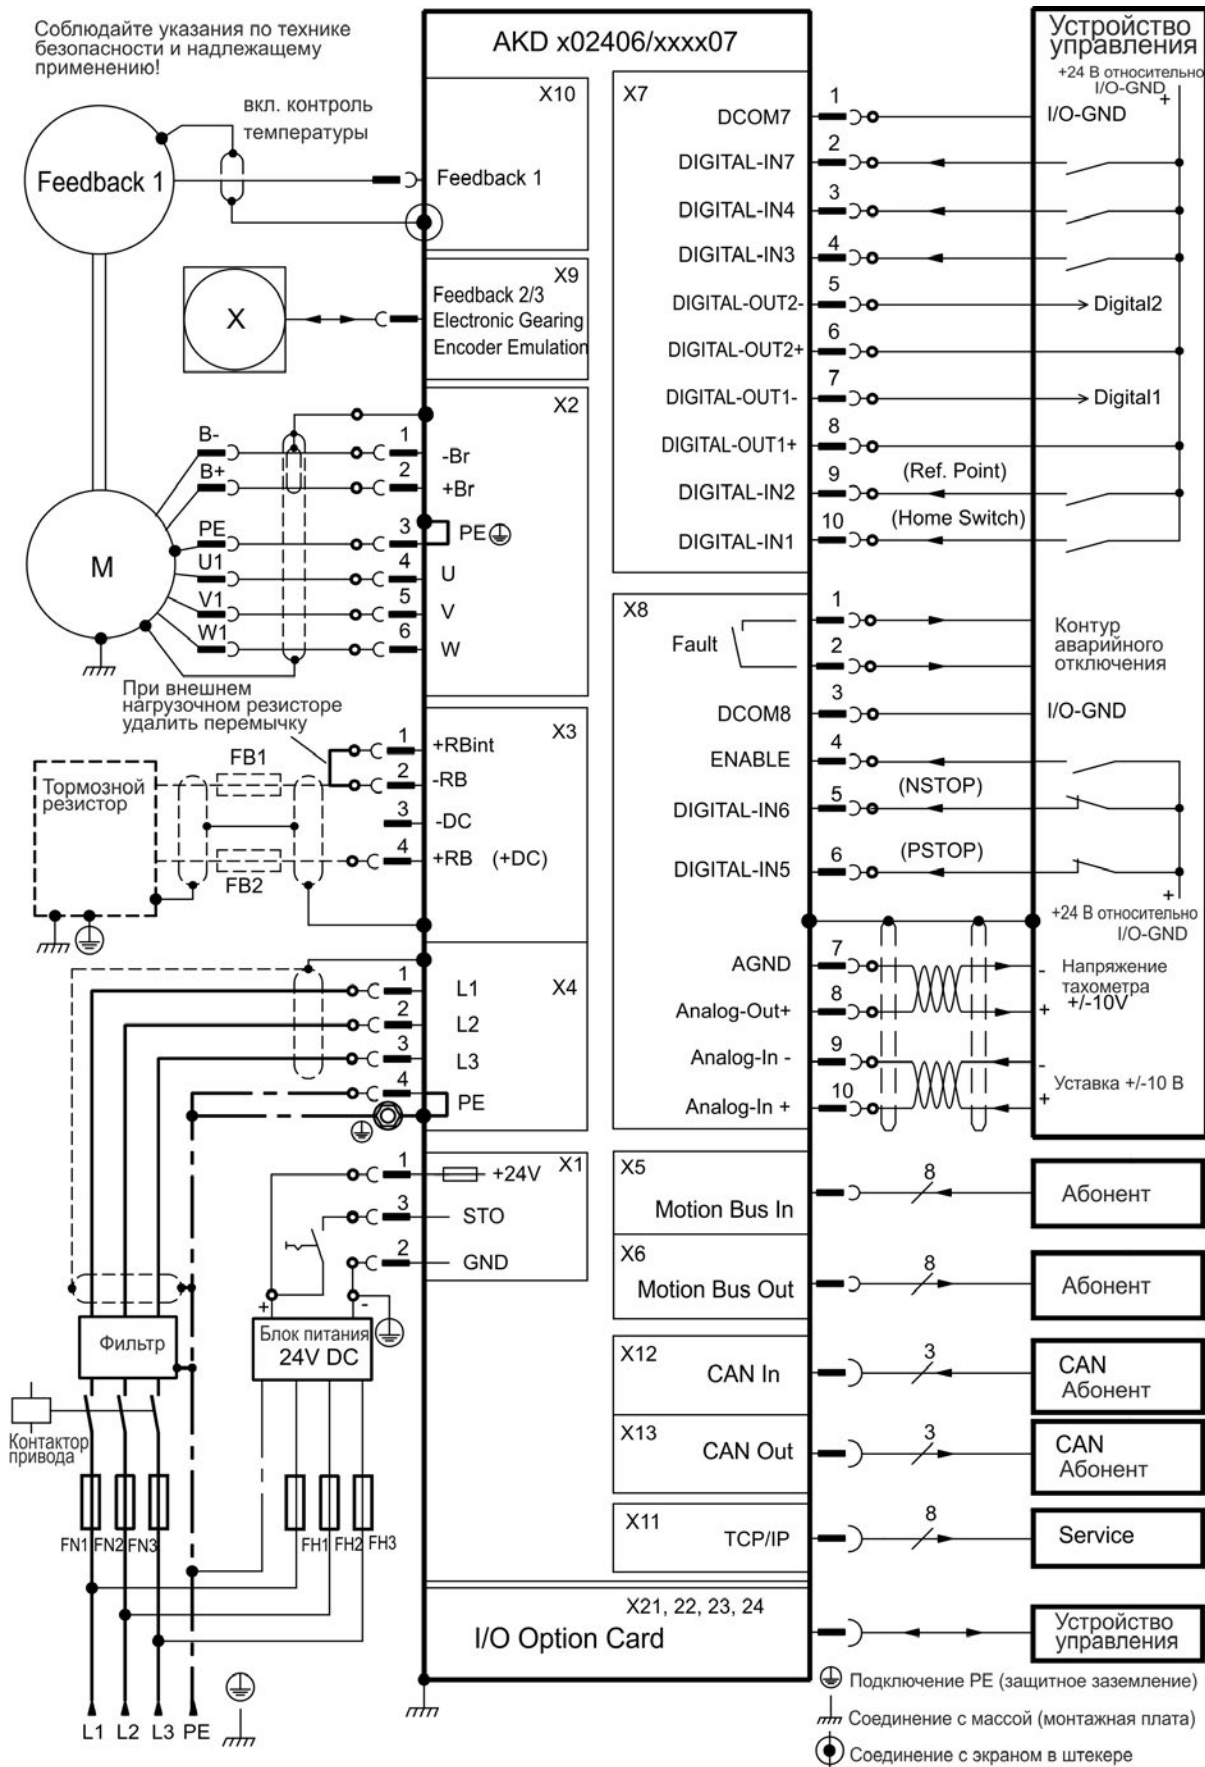 Соблюдайте указания по технике
безопасности и надлежащему
применению!
вкл. контроль
температуры
Feedback 1
X
B-
B+
PE
U1
V1
W1
M
1
2
3
4
5
6
При внешнем
нагрузочном резисторе
удалить перемычку
FB1
Тормозной
резистор
FB2
1
2
3
4
1
2
3
4
1
3
2
+
-
Фильтр
Блок питания
24V DC
Контактор
привода
FN1
FN2
FN3
FH1
FH2
FH3
L1
L2
L3
PE
AKD x02406/xxxx07
X10
Feedback 1
X9
Feedback 2/3
Electronic Gearing
Encoder Emulation
X2
-Br
+Br
PE
U
V
W
X3
+RBint
-RB
-DC
+RB (+DC)
X4
L1
L2
L3
PE
X1
+24V
STO
GND
X7
DCOM7
DIGITAL-IN7
DIGITAL-IN4
DIGITAL-IN3
DIGITAL-OUT2-
DIGITAL-OUT2+
DIGITAL-OUT1-
DIGITAL-OUT1+
DIGITAL-IN2
DIGITAL-IN1
X8
Fault
DCOM8
ENABLE
DIGITAL-IN6
DIGITAL-IN5
AGND
Analog-Out+
Analog-In -
Analog-In +
X5
Motion Bus In
X6
Motion Bus Out
X12
CAN In
X13
CAN Out
X11
TCP/IP
X21, 22, 23, 24
I/O Option Card
1
2
3
4
5
6
7
8
9
(Ref. Point)
10
(Home Switch)
1
2
3
4
5
(NSTOP)
6
(PSTOP)
7
8
9
10
8
8
3
3
8
Устройство
управления
+24 В относительно
I/O-GND
+
I/O-GND
Digital2
Digital1
Контур
аварийного
отключения
I/O-GND
+
+24 В относительно
I/O-GND
-
Напряжение
тахометра
+/-10V
+
-
Уставка +/-10 В
+
Абонент
Абонент
CAN
Абонент
CAN
Абонент
Service
Устройство
управления
Подключение PE (защитное заземление)
Соединение с массой (монтажная плата)
Соединение с экраном в штекере